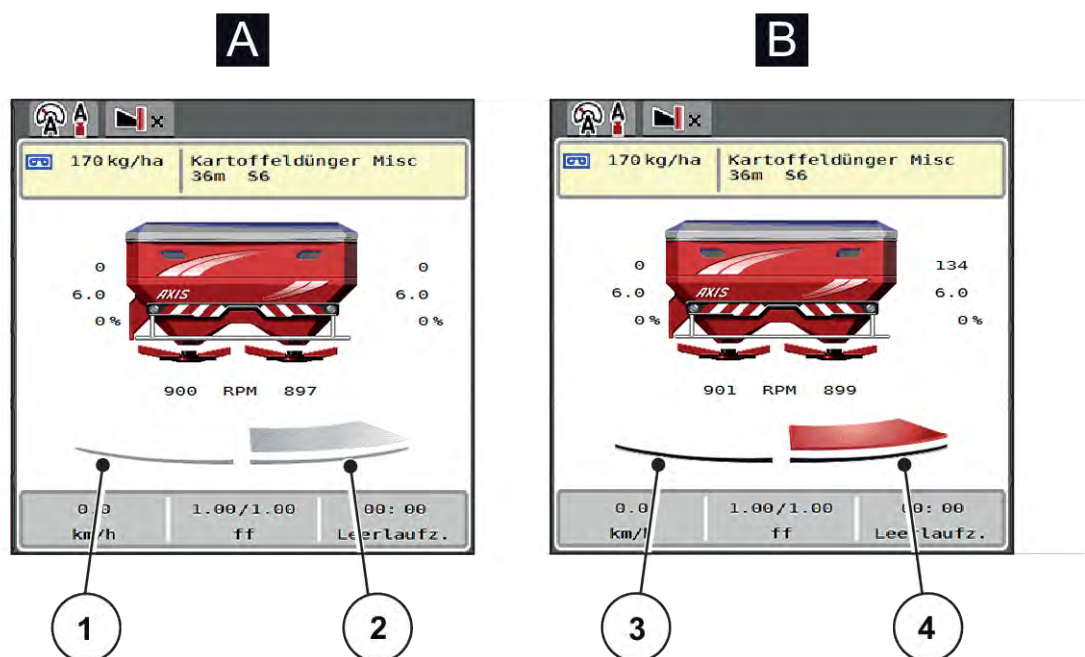 A
B
A A x
170 kg/ha Kartoffeldünger Misc
36m S6
0 0
6.0 AXIS 6.0
0% 0%
900 RPM 897
0.0 1.00/1.00 00:00
km/h ff Leerlaufz.
1 2
A A x
170 kg/ha Kartoffeldünger Misc
36m S6
0 134
6.0 AXIS 6.0
0% 0%
901 RPM 899
0.0 1.00/1.00 00:00
km/h ff Leerlaufz.
3 4